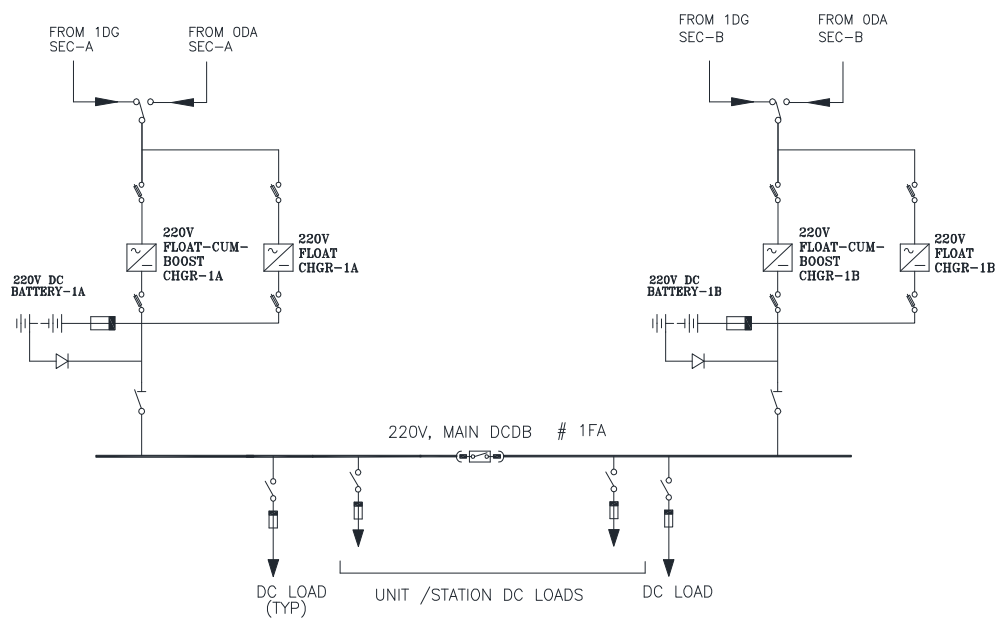 FROM 1DG
SEC-A
FROM 0DA
SEC-A
FROM 1DG
SEC-B
FROM 0DA
SEC-B
220V
FLOAT-CUM-
BOOST
CHGR-1A
220V
FLOAT
CHGR-1A
220V DC
BATTERY-1A
220V
FLOAT-CUM-
BOOST
CHGR-1B
220V
FLOAT
CHGR-1B
220V DC
BATTERY-1B
220V, MAIN DCDB # 1FA
DC LOAD
(TYP)
UNIT /STATION DC LOADS
DC LOAD